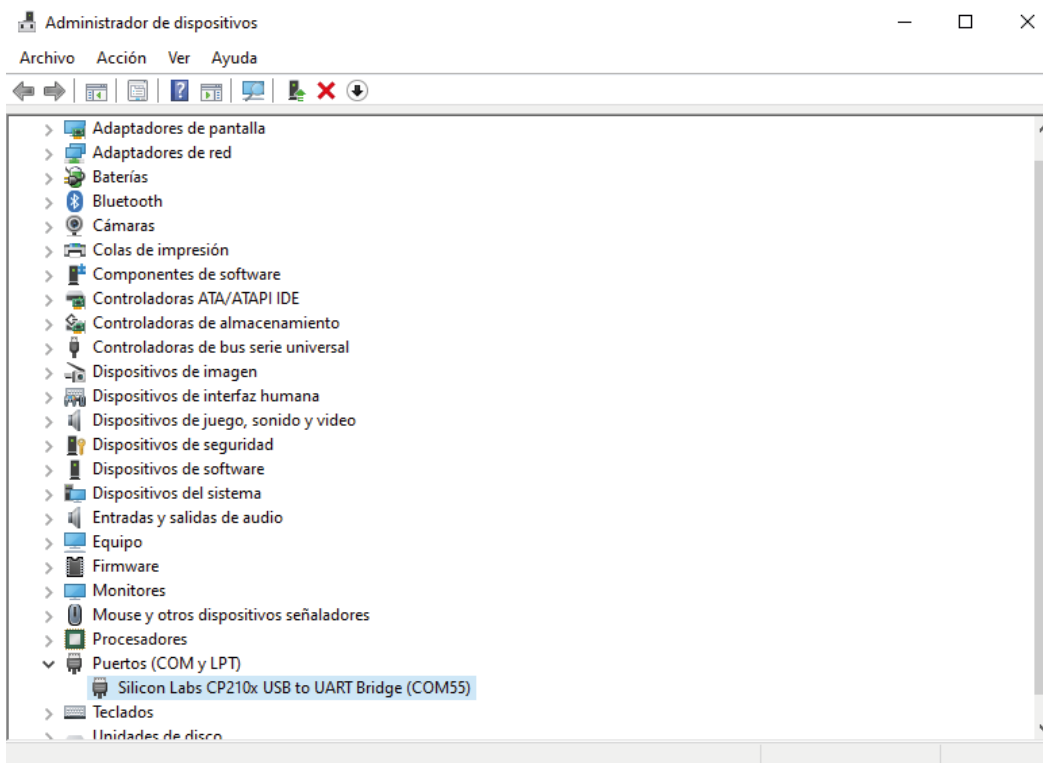 Administrador de dispositivos
Archivo Acción Ver Ayuda
Adaptadores de pantalla
Adaptadores de red
Baterías
Bluetooth
Cámaras
Colas de impresión
Componentes de software
Controladoras ATA/ATAPI IDE
Controladoras de almacenamiento
Controladoras de bus serie universal
Dispositivos de imagen
Dispositivos de interfaz humana
Dispositivos de juego, sonido y video
Dispositivos de seguridad
Dispositivos de software
Dispositivos del sistema
Entradas y salidas de audio
Equipo
Firmware
Monitores
Mouse y otros dispositivos señaladores
Procesadores
Puertos (COM y LPT)
Silicon Labs CP210x USB to UART Bridge (COM55)
Teclados
Unidades de disco